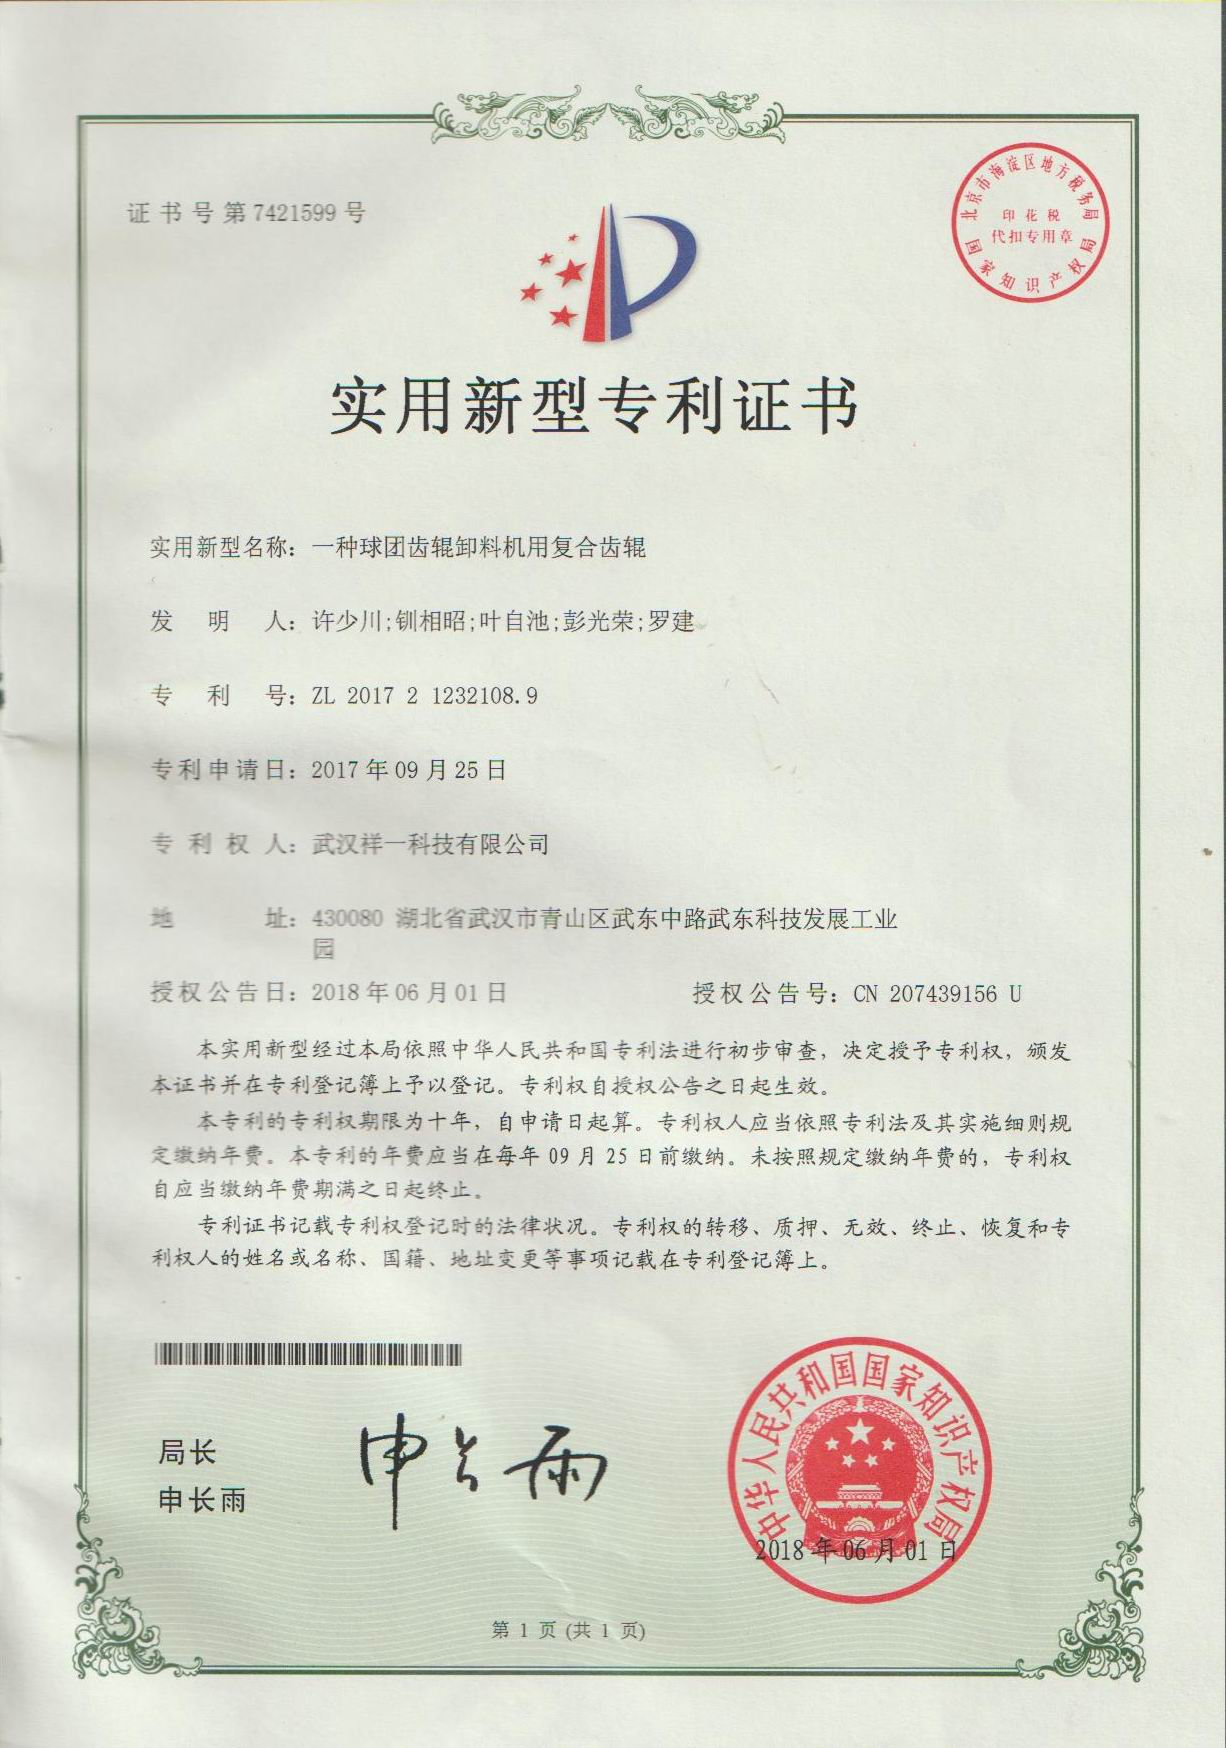 证书号第7421599号
北京市海淀区地方税务局
印花税
代扣专用章
国家知识产权局
实用新型专利证书
实用新型名称：一种球团齿辊卸料机用复合齿辊
发明人：许少川;钏相昭;叶自池;彭光荣;罗建
专利号：ZL 2017 2 1232108.9
专利申请日：2017年09月25日
专利权人：武汉祥一科技有限公司
地址：430080 湖北省武汉市青山区武东中路武东科技发展工业
园
授权公告日：2018年06月01日 授权公告号：CN 207439156 U
本实用新型经过本局依照中华人民共和国专利法进行初步审查，决定授予专利权，颁发
本证书并在专利登记簿上予以登记。专利权自授权公告之日起生效。
本专利的专利权期限为十年，自申请日起算。专利权人应当依照专利法及其实施细则规
定缴纳年费。本专利的年费应当在每年09月25日前缴纳。未按照规定缴纳年费的，专利权
自应当缴纳年费期满之日起终止。
专利证书记载专利权登记时的法律状况。专利权的转移、质押、无效、终止、恢复和专
利权人的姓名或名称、国籍、地址变更等事项记载在专利登记簿上。
局长
申长雨
申长雨
中华人民共和国国家知识产权局
2018年06月01日
第 1 页 (共 1 页)